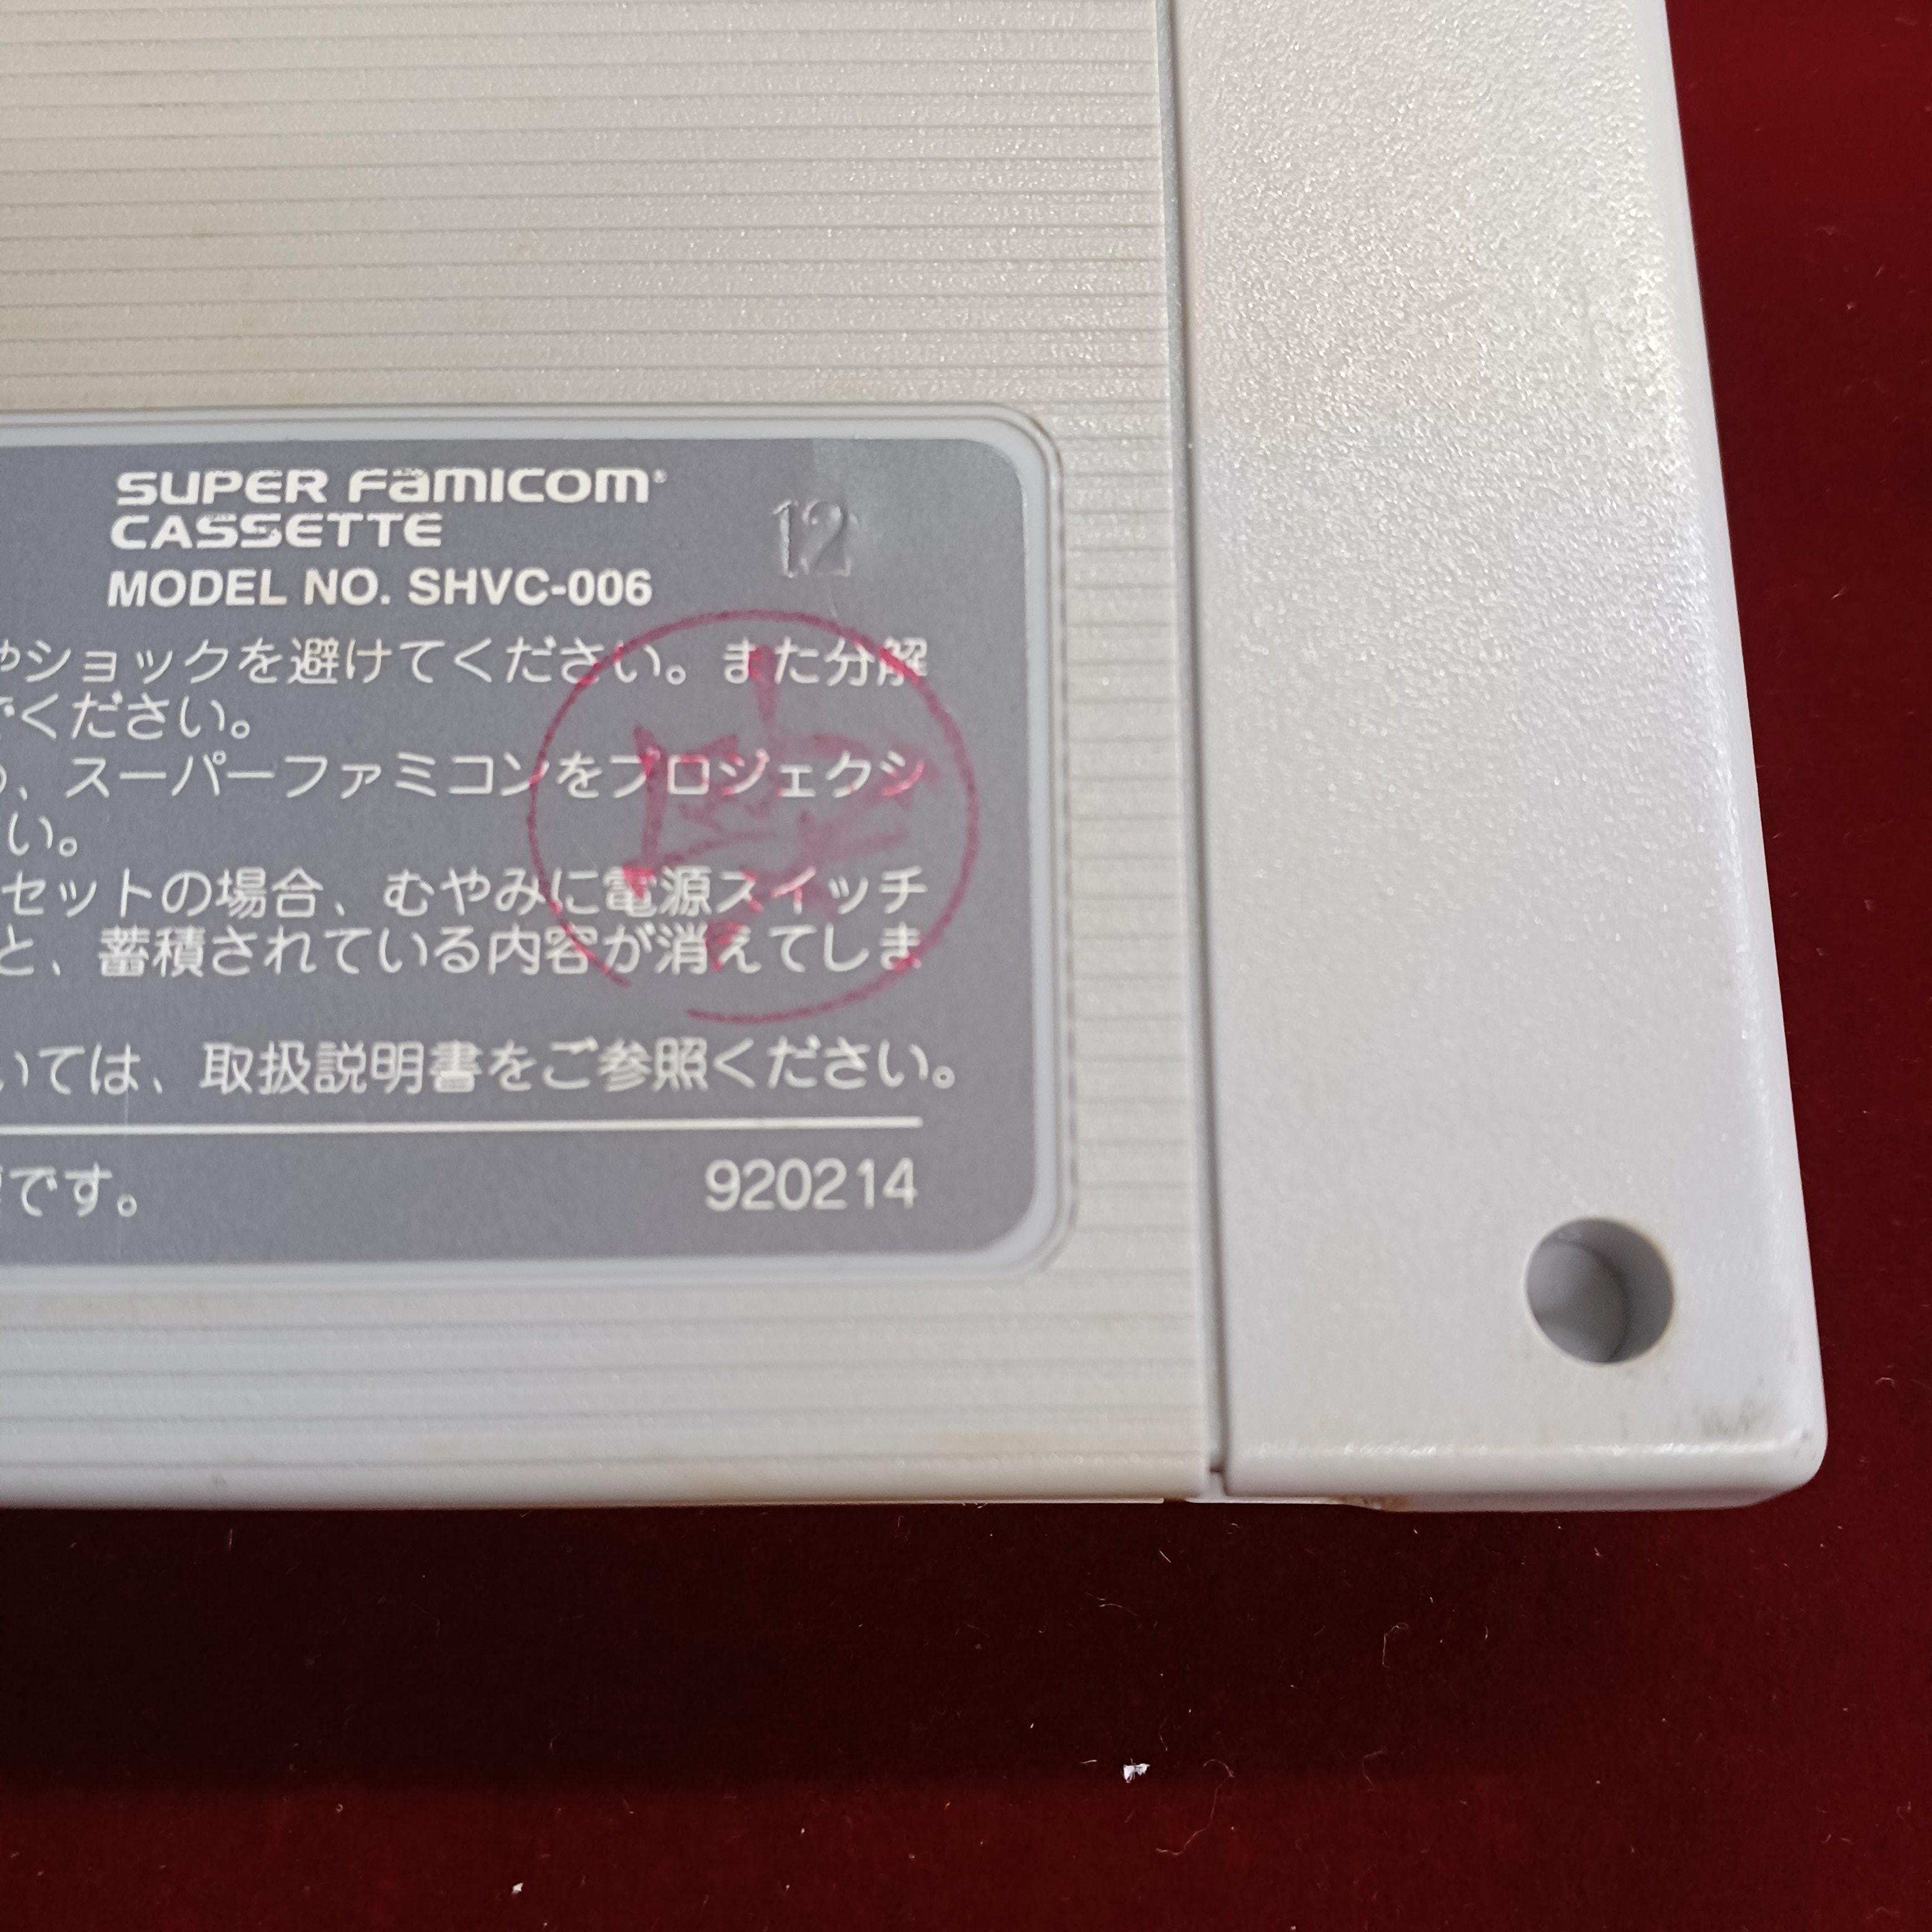 SUPER FAMICOM®
CASSETTE
12
MODEL NO. SHVC-006
やショックを避けてください。また分解
でください。
、スーパーファミコンをプロジェクシ
い。
セットの場合、むやみに電源スイッチ
と、蓄積されている内容が消えてしま
いては、取扱説明書をご参照ください。
です。
920214